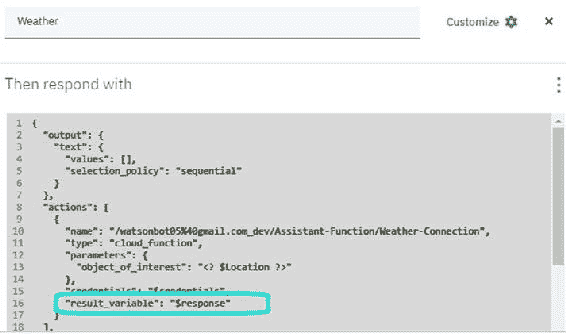 Weather
Customize
Then respond with
1 {
2 "output": {
3 "text": {
4 "values": [],
5 "selection_policy": "sequential"
6 }
7 },
8 "actions": [
9 {
10 "name": "/watsonbot05%40gmail.com_dev/Assistant-Function/Weather-Connection",
11 "type": "cloud_function",
12 "parameters": {
13 "object_of_interest": "<? $Location ?>"
14 },
15 "credentials": "$credentials",
16 "result_variable": "$response"
17 }
18 ],